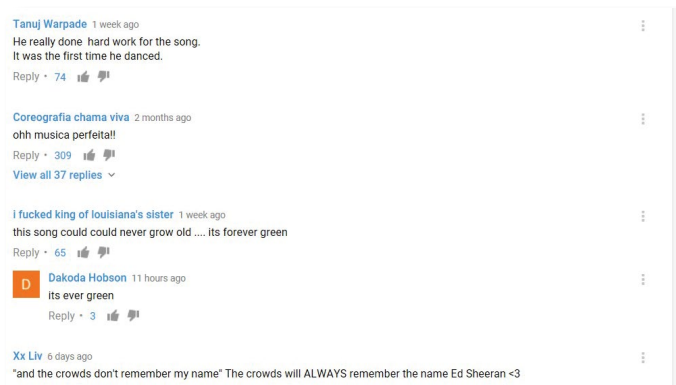 Tanuj Warpade 1 week ago
He really done hard work for the song.
It was the first time he danced.
Reply • 74
Coreografia chama viva 2 months ago
ohh musica perfeita!!
Reply • 309
View all 37 replies
i fucked king of louisiana's sister 1 week ago
this song could could never grow old .... its forever green
Reply • 65
D
Dakoda Hobson 11 hours ago
its ever green
Reply • 3
Xx Liv 6 days ago
"and the crowds don't remember my name" The crowds will ALWAYS remember the name Ed Sheeran <3